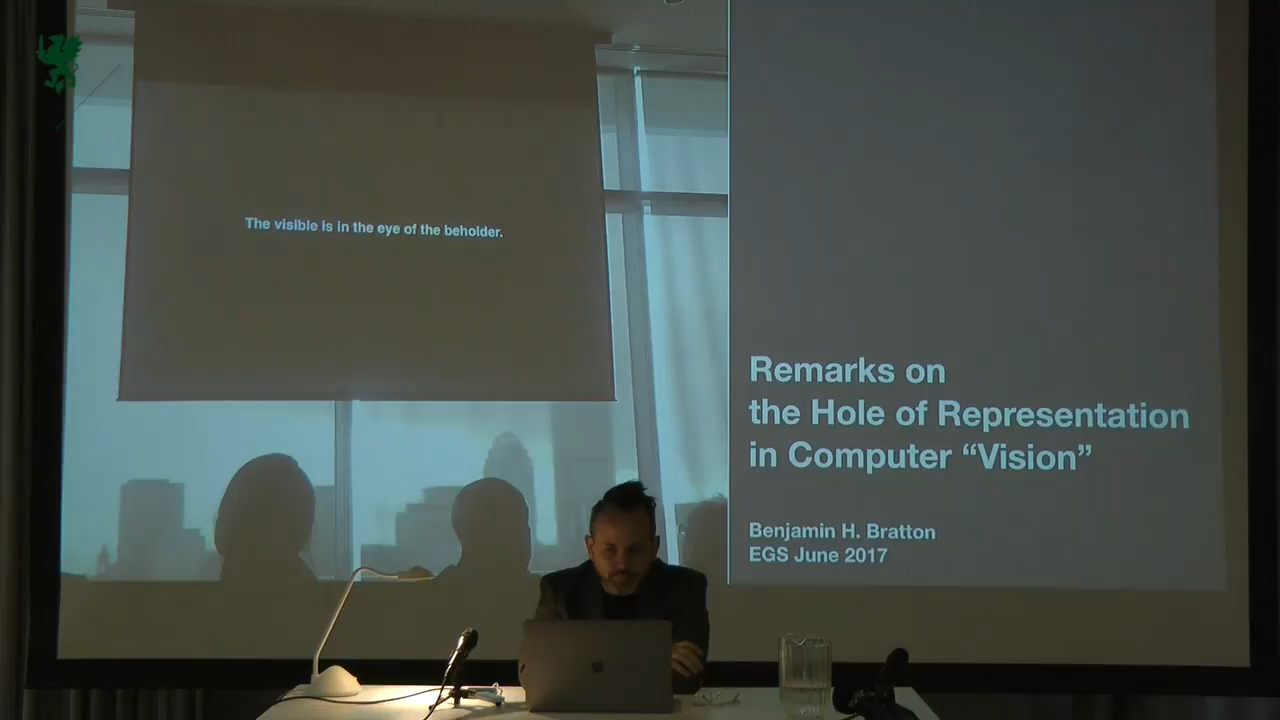 The visible is in the eye of the beholder.
Remarks on
the Hole of Representation
in Computer “Vision”
Benjamin H. Bratton
EGS June 2017